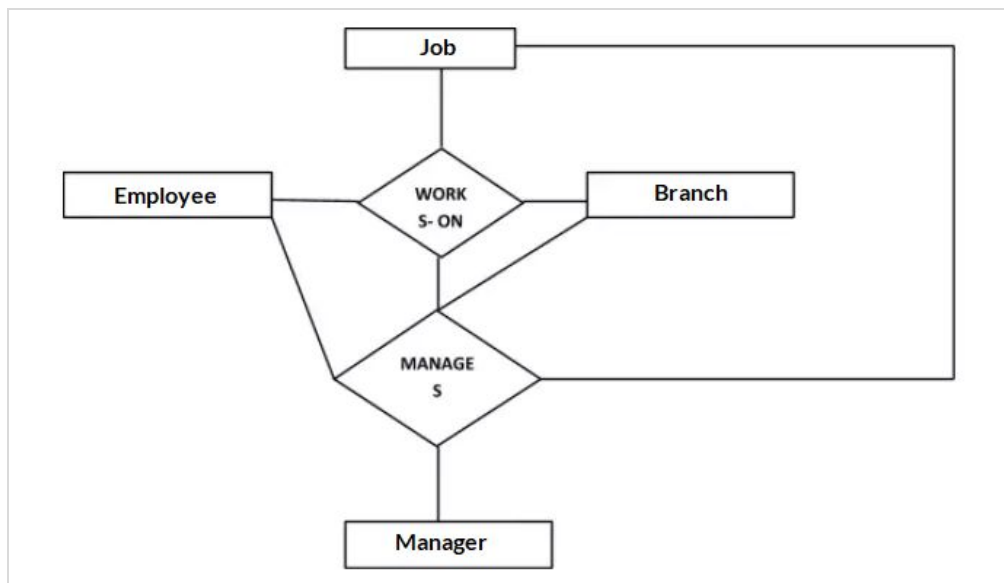 Job
Employee
WORK
S- ON
Branch
MANAGE
S
Manager